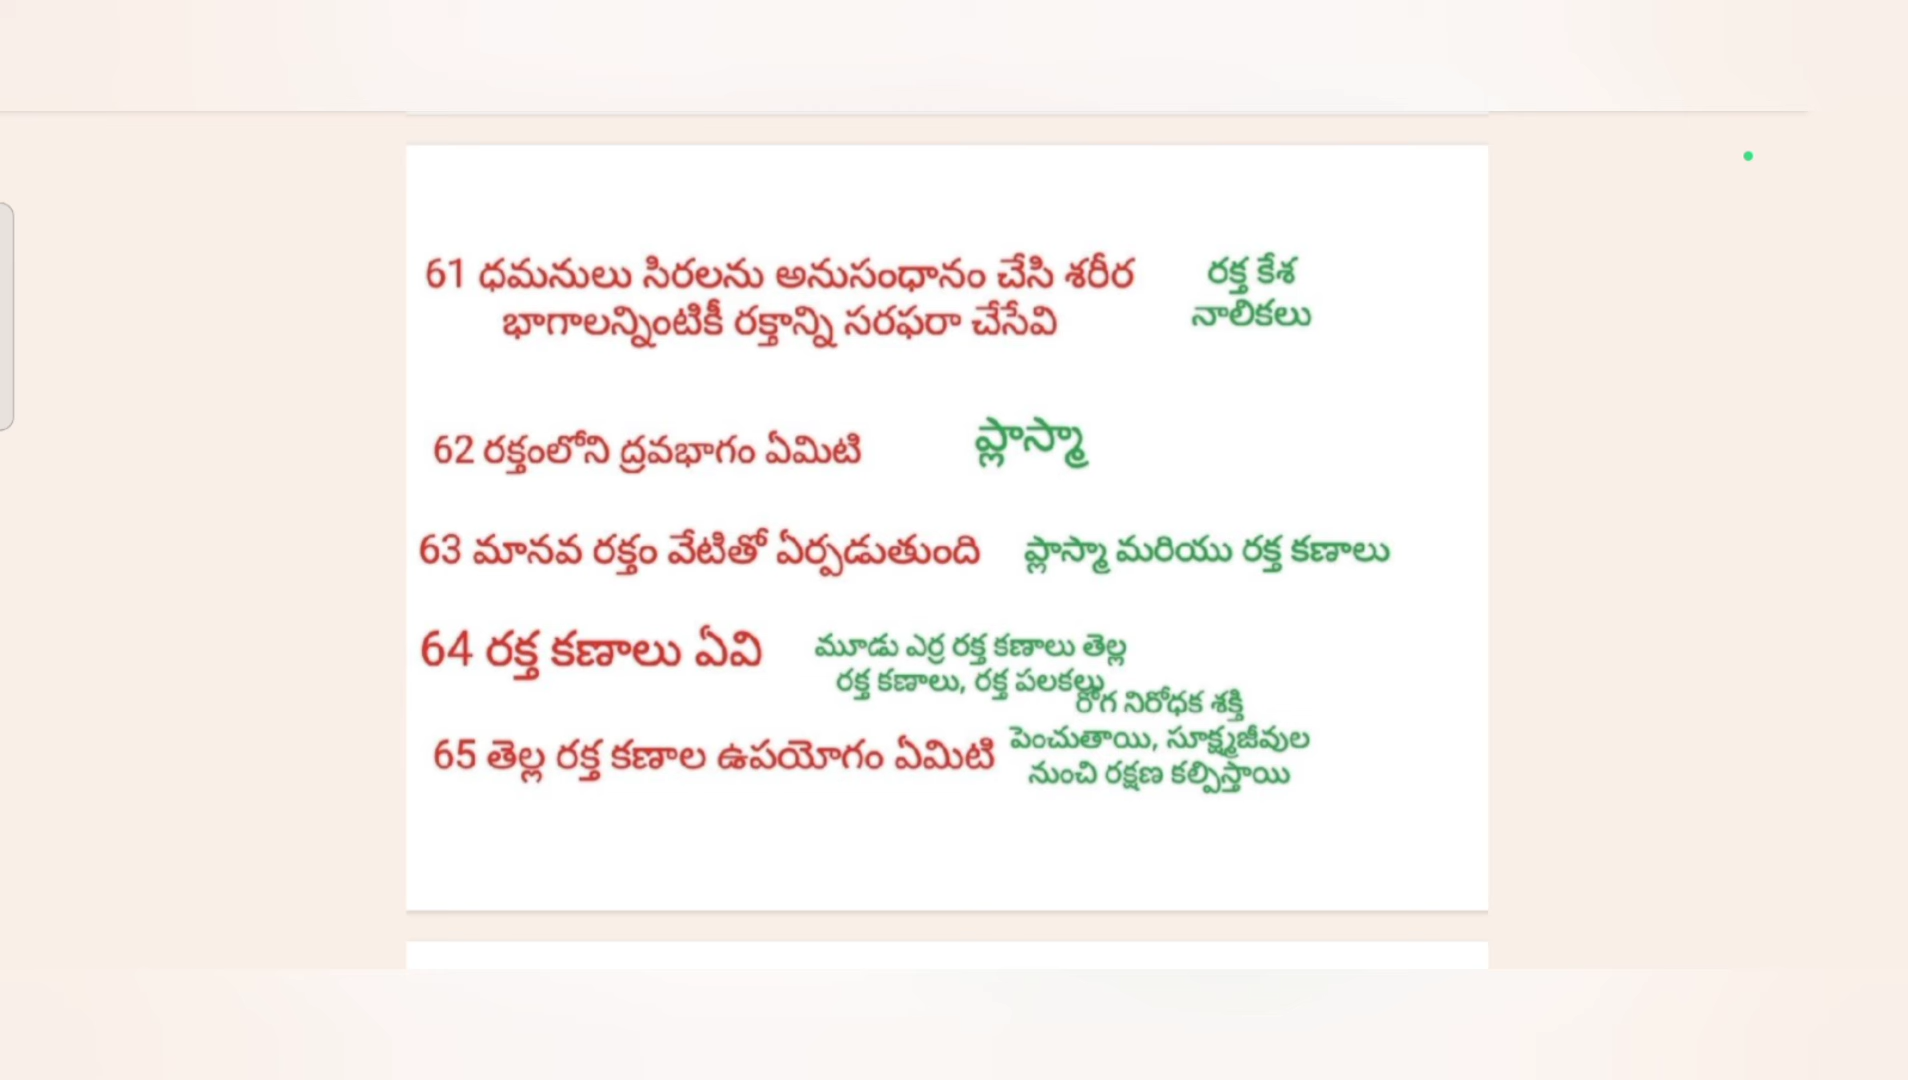 61 ధమనులు సిరలను అనుసంధానం చేసి శరీర
భాగాలన్నింటికీ రక్తాన్ని సరఫరా చేసేవి
రక్త కేశ
నాలికలు
62 రక్తంలోని ద్రవభాగం ఏమిటి
ప్లాస్మా
63 మానవ రక్తం వేటితో ఏర్పడుతుంది
ప్లాస్మా మరియు రక్త కణాలు
64 రక్త కణాలు ఏవి
మూడు ఎర్ర రక్త కణాలు తెల్ల
రక్త కణాలు, రక్త పలకలు
65 తెల్ల రక్త కణాల ఉపయోగం ఏమిటి
రోగ నిరోధక శక్తి
పెంచుతాయి, సూక్ష్మజీవుల
నుంచి రక్షణ కల్పిస్తాయి